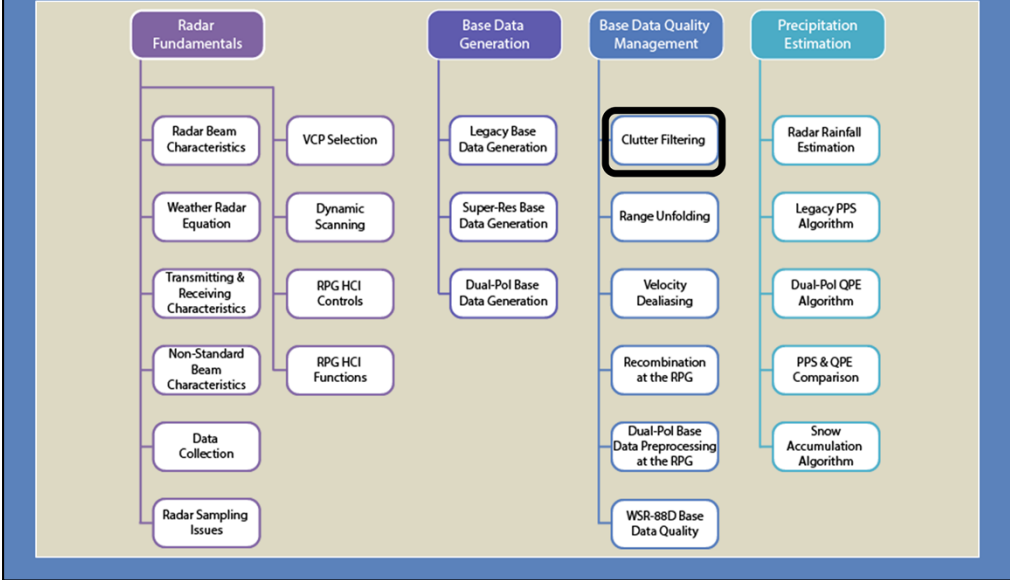 Radar
Fundamentals
Radar Beam
Characteristics
Weather Radar
Equation
Transmitting &
Receiving
Characteristics
Non-Standard
Beam
Characteristics
Data
Collection
Radar Sampling
Issues
VCP Selection
Dynamic
Scanning
RPG HCI
Controls
RPG HCI
Functions
Base Data
Generation
Legacy Base
Data Generation
Super-Res Base
Data Generation
Dual-Pol Base
Data Generation
Base Data Quality
Management
Clutter Filtering
Range Unfolding
Velocity
Dealiasing
Recombination
at the RPG
Dual-Pol Base
Data Preprocessing
at the RPG
WSR-88D Base
Data Quality
Precipitation
Estimation
Radar Rainfall
Estimation
Legacy PPS
Algorithm
Dual-Pol QPE
Algorithm
PPS & QPE
Comparison
Snow
Accumulation
Algorithm